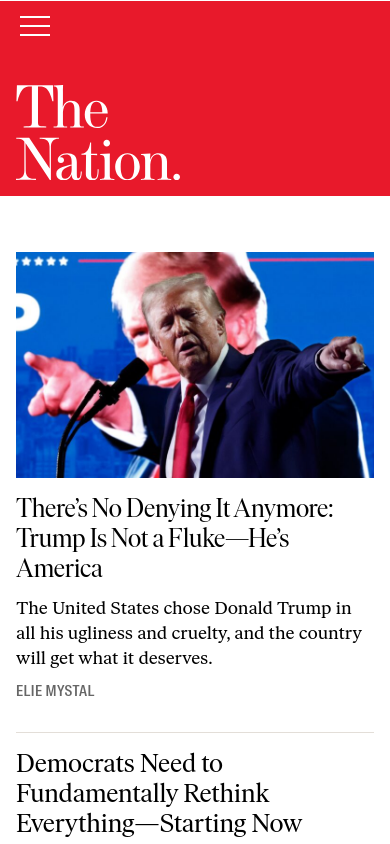 The
Nation.
There’s No Denying It Anymore:
Trump Is Not a Fluke—He’s
America
The United States chose Donald Trump in
all his ugliness and cruelty, and the country
will get what it deserves.
ELIE MYSTAL
Democrats Need to
Fundamentally Rethink
Everything—Starting Now